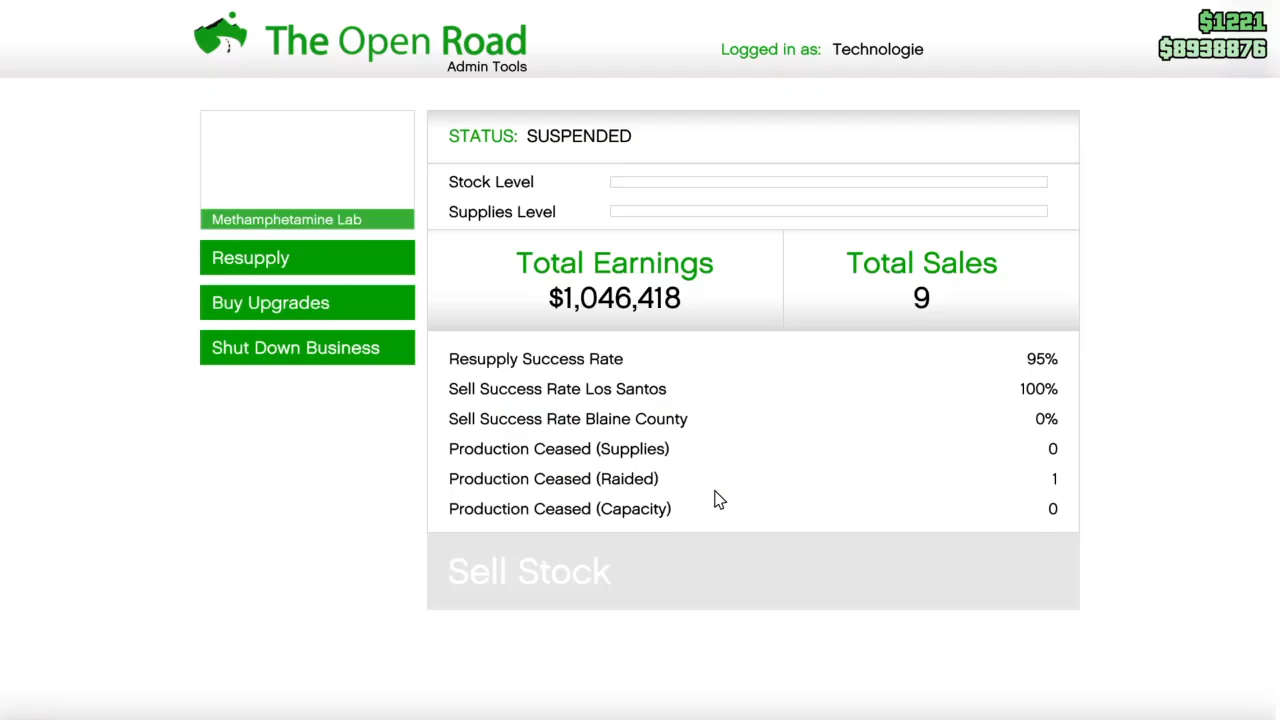 The Open Road
Admin Tools
Logged in as: Technologie
$1221
$8938876
Methamphetamine Lab
Resupply
Buy Upgrades
Shut Down Business
STATUS: SUSPENDED
Stock Level
Supplies Level
Total Earnings
$1,046,418
Total Sales
9
Resupply Success Rate 95%
Sell Success Rate Los Santos 100%
Sell Success Rate Blaine County 0%
Production Ceased (Supplies) 0
Production Ceased (Raided) 1
Production Ceased (Capacity) 0
Sell Stock